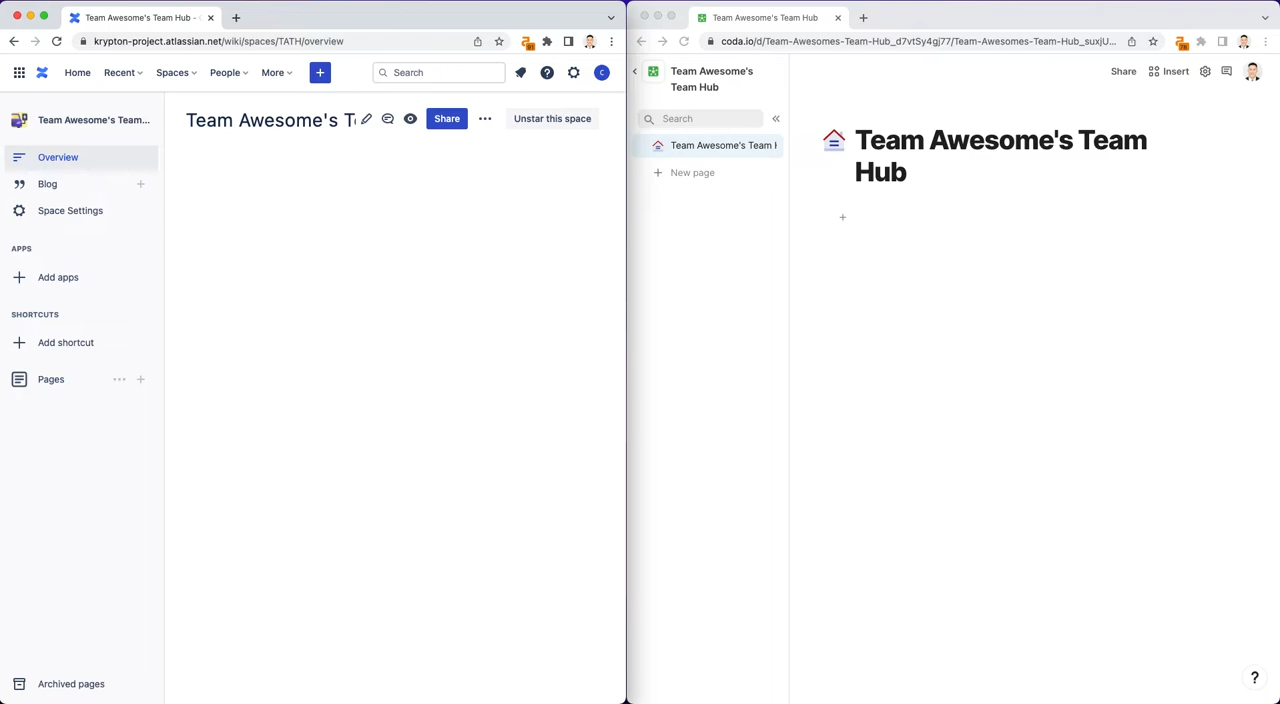 Team Awesome's Team Hub - C
krypton-project.atlassian.net/wiki/spaces/TATH/overview
Home Recent Spaces People More + Search C
Team Awesome's Team...
Overview
Blog
Space Settings
APPS
Add apps
SHORTCUTS
Add shortcut
Pages
Archived pages
Team Awesome's Te
Share
Unstar this space
Team Awesome's Team Hub
coda.io/d/Team-Awesomes-Team-Hub_d7vtSy4gj77/Team-Awesomes-Team-Hub_suxjU...
Team Awesome's
Team Hub
Share Insert
Search
Team Awesome's Team H
New page
Team Awesome's Team
Hub
?